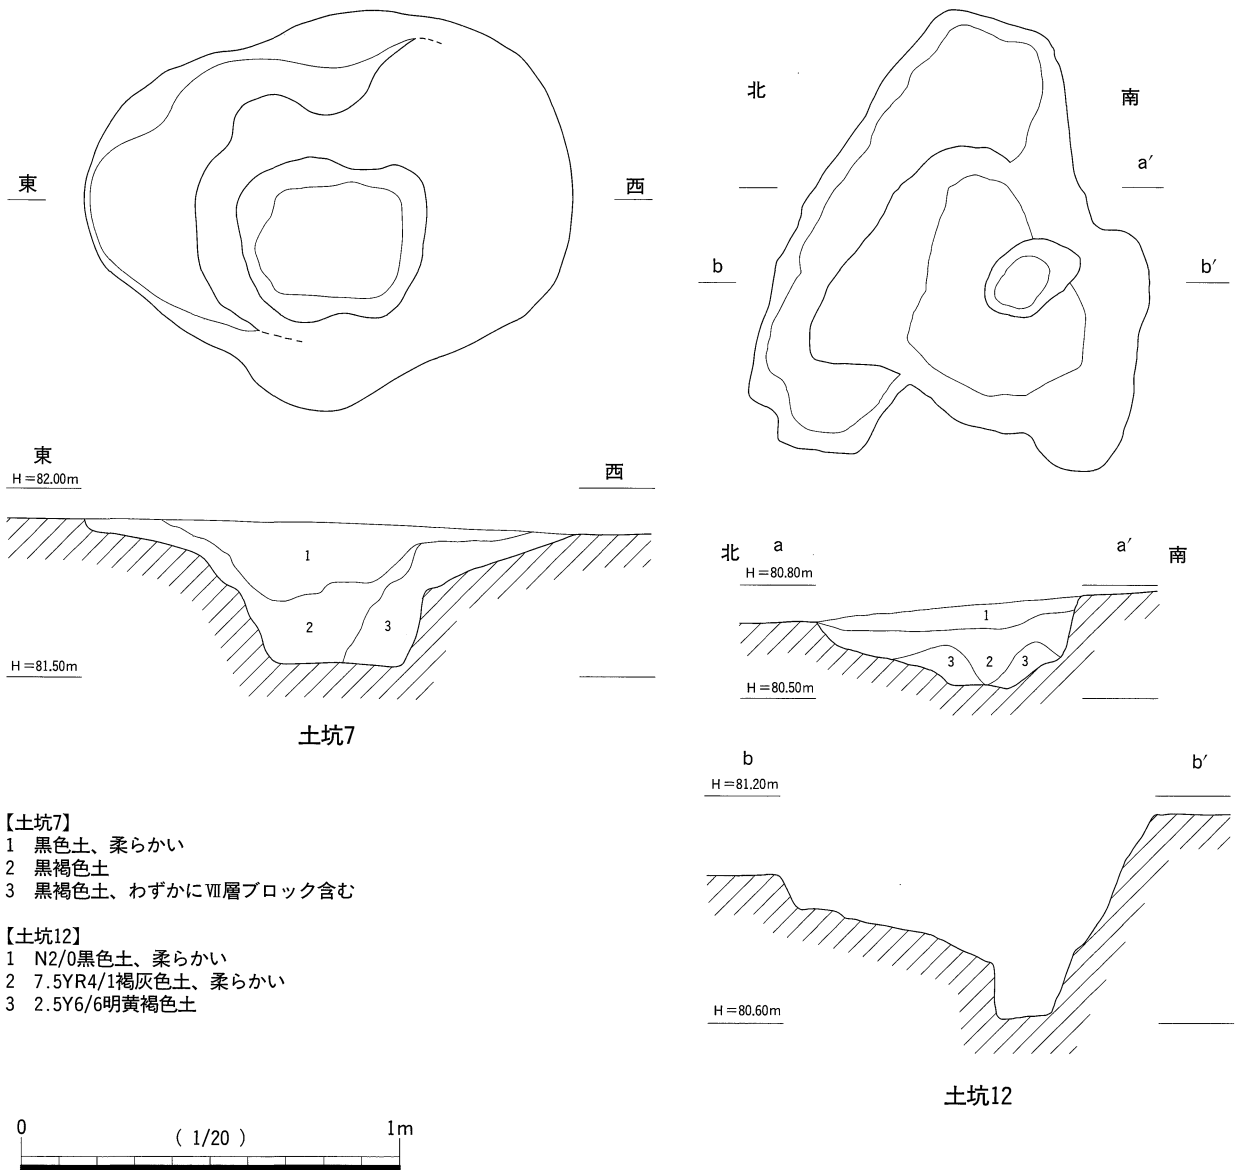 東
西
北
南
a′
b
b′
東
H=82.00m
西
1
2
3
H=81.50m
土坑7
北
a
a′
南
H=80.80m
1
3
2
3
H=80.50m
b
b′
H=81.20m
H=80.60m
土坑12
【土坑7】
1 黒色土、柔らかい
2 黒褐色土
3 黒褐色土、わずかにⅦ層ブロック含む
【土坑12】
1 N2/0黒色土、柔らかい
2 7.5YR4/1褐灰色土、柔らかい
3 2.5Y6/6明黄褐色土
0
( 1/20 )
1m